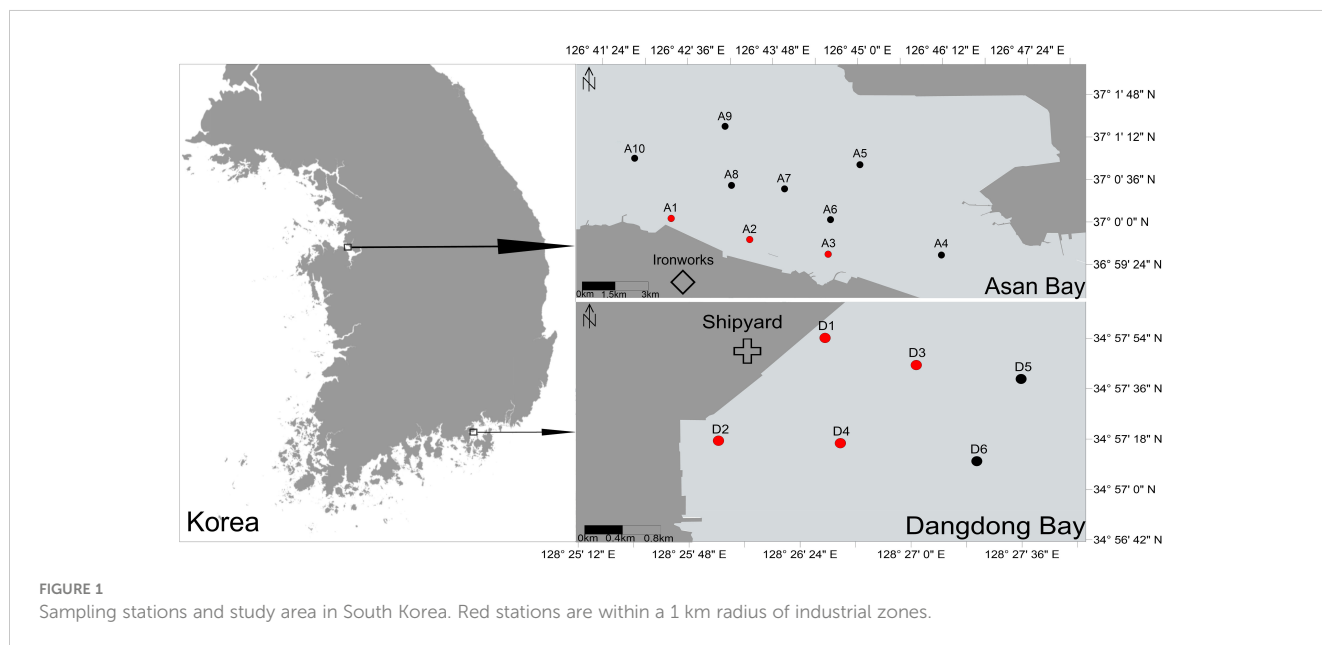 126° 41' 24" E 126° 42' 36" E 126° 43' 48" E 126° 45' 0" E 126° 46' 12" E 126° 47' 24" E
N
37° 1' 48" N
A9
37° 1' 12" N
A10
A5
A8
A7
37° 0' 36" N
A1
A6
37° 0' 0" N
A2
A3
A4
Ironworks
36° 59' 24" N
0km 1.5km 3km
Asan Bay
N
Shipyard
D1
34° 57' 54" N
D3
D5
34° 57' 36" N
D2
D4
34° 57' 18" N
D6
34° 57' 0" N
Korea
0km 0.4km 0.8km
Dangdong Bay
34° 56' 42" N
128° 25' 12" E 128° 25' 48" E 128° 26' 24" E 128° 27' 0" E 128° 27' 36" E
FIGURE 1
Sampling stations and study area in South Korea. Red stations are within a 1 km radius of industrial zones.